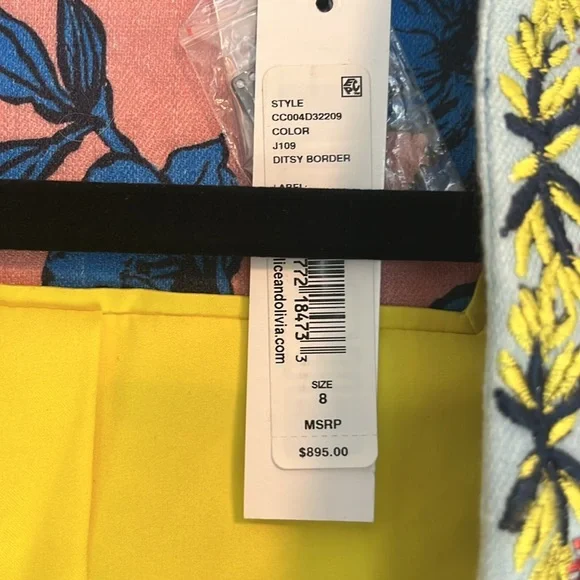 STYLE
CC004D32209
COLOR
J109
DITSY BORDER
LABEL:
772 18473 3
liceandolivia.com
SIZE
8
MSRP
$895.00